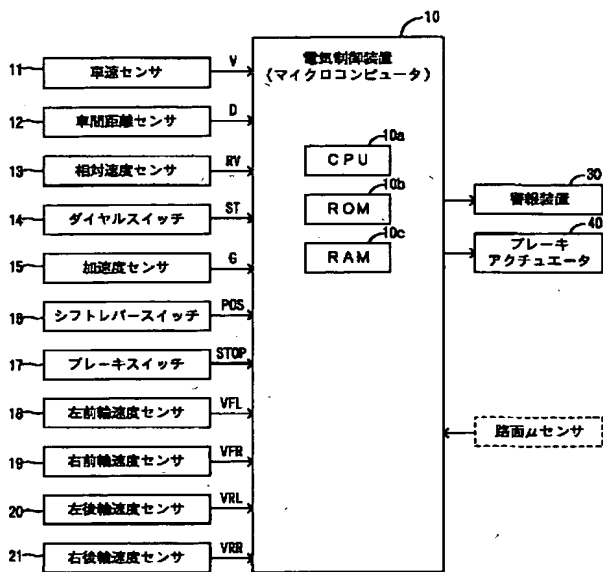 10
電気制御装置
(マイクロコンピュータ)
11
車速センサ
V
12
車間距離センサ
D
13
相対速度センサ
RV
14
ダイヤルスイッチ
ST
15
加速度センサ
G
16
シフトレバースイッチ
POS
17
ブレーキスイッチ
STOP
18
左前輪速度センサ
VFL
19
右前輪速度センサ
VFR
20
左後輪速度センサ
VRL
21
右後輪速度センサ
VRR
10a
CPU
10b
ROM
10c
RAM
30
警報装置
40
ブレーキ
アクチュエータ
路面μセンサ